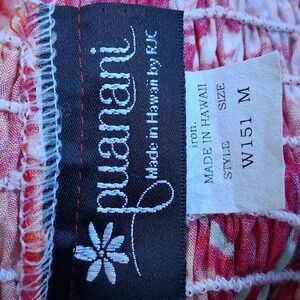 puanani
Made in Hawaii by RJC
iron.
MADE IN HAWAII
STYLE SIZE
W151 M